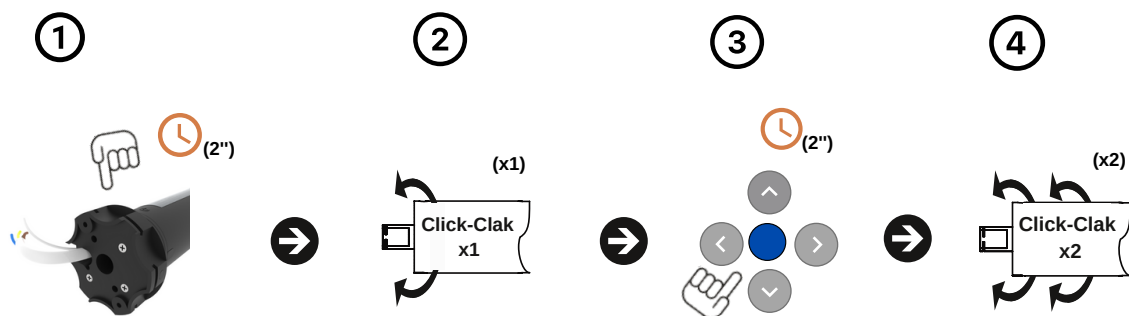 1
2
3
4
(2")
(x1)
Click-Clak
x1
(2")
(x2)
Click-Clak
x2